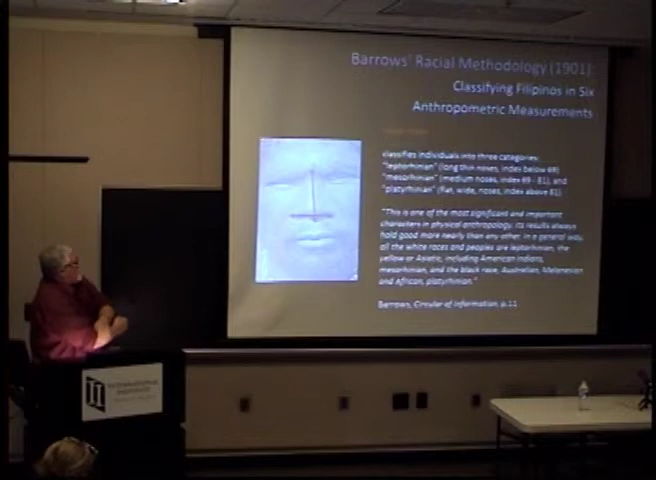 Barrows' Racial Methodology (1901):
Classifying Filipinos in Six
Anthropometric Measurements
classifies individuals into three categories:
"leptorhinian" (long thin noses, index below 69)
"mesorhinian" (medium noses, index 69 - 81), and
"platyrhinian" (flat, wide, noses, index above 81).
"This is one of the most significant and important
characters in physical anthropology. Its results always
hold good more nearly than any other. In a general way,
all the white races and peoples are leptorhinian, the
yellow or Asiatic, including American Indians,
mesorhinian, and the black race, Australian, Melanesian
and African, platyrhinian."
Barrows, Circular of Information, p.11